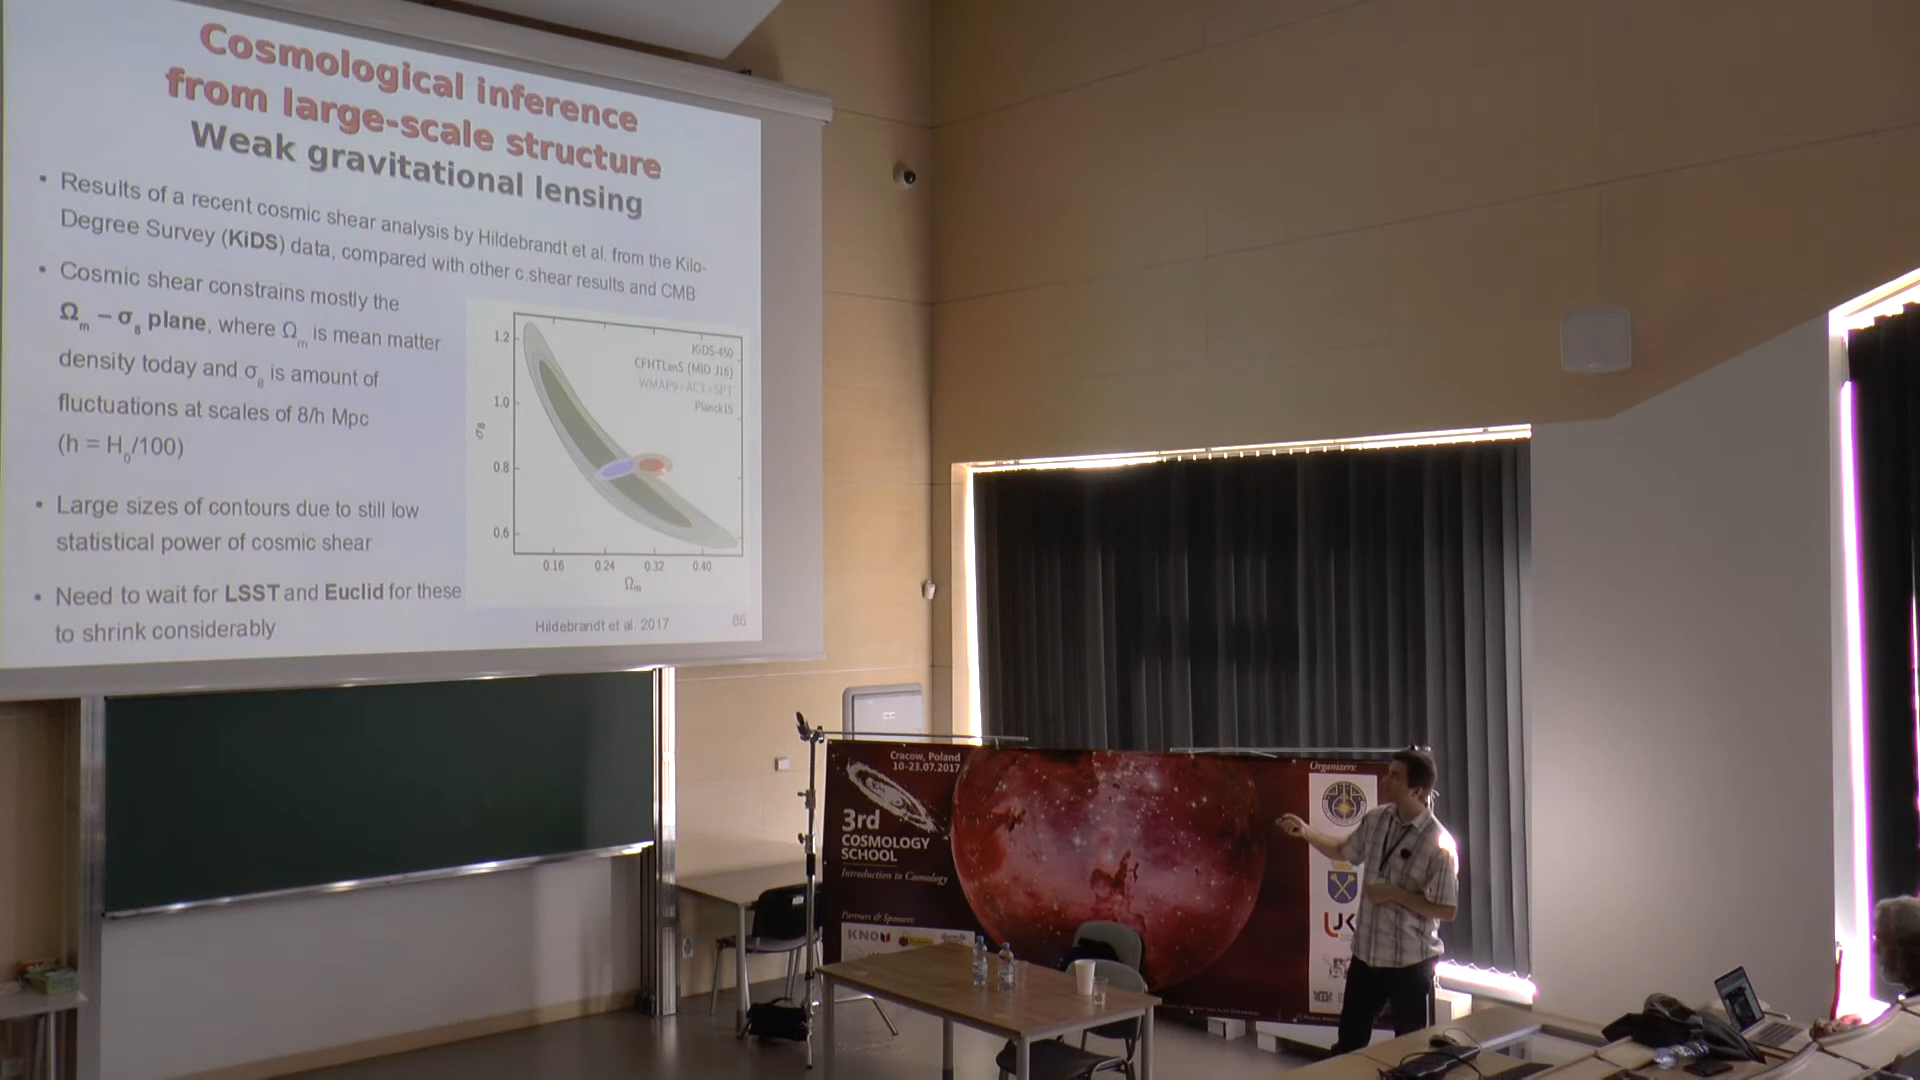 Cosmological inference
from large-scale structure
Weak gravitational lensing
• Results of a recent cosmic shear analysis by Hildebrandt et al. from the Kilo-
Degree Survey (KiDS) data, compared with other c.shear results and CMB
• Cosmic shear constrains mostly the
Ωm − σ8 plane, where Ωm is mean matter
density today and σ8 is amount of
fluctuations at scales of 8/h Mpc
(h = H0/100)
• Large sizes of contours due to still low
statistical power of cosmic shear
• Need to wait for LSST and Euclid for these
to shrink considerably
KiDS-450
CFHTLenS (MID J16)
WMAP9+ACT+SPT
Planck15
1.2
1.0
0.8
0.6
σ8
0.16 0.24 0.32 0.40
Ωm
Hildebrandt et al. 2017
86
Cracow, Poland
10-23.07.2017
3rd
COSMOLOGY
SCHOOL
Introduction to Cosmology
Partners & Sponsors:
KNOW
Organizers:
UK